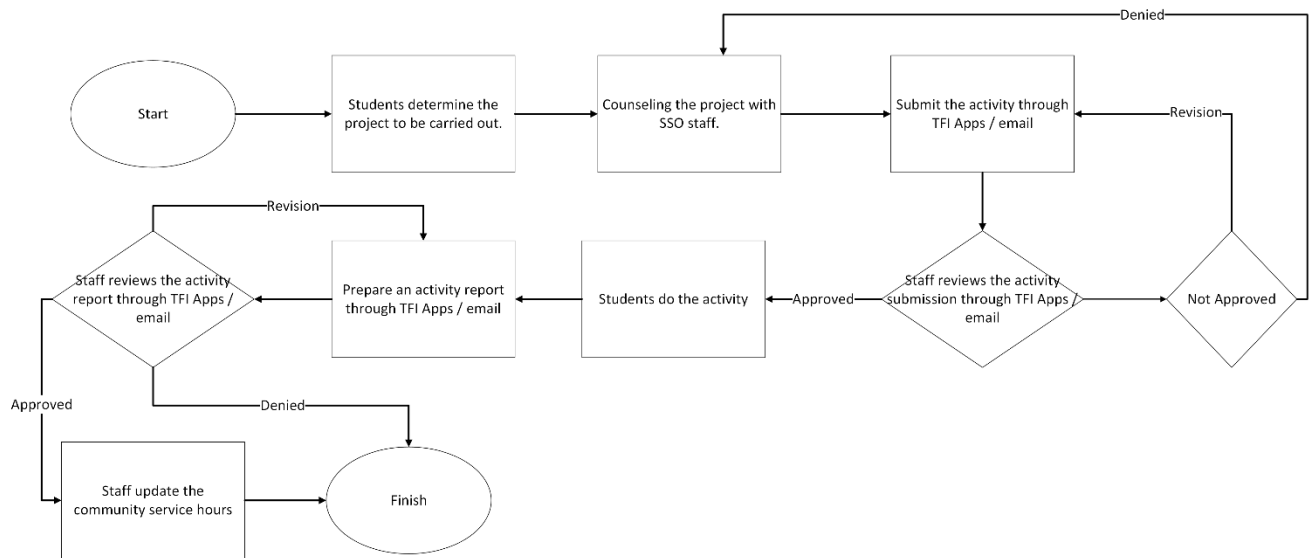 Denied
Start
Students determine the
project to be carried out.
Counseling the project with
SSO staff.
Submit the activity through
TFI Apps / email
Revision
Revision
Staff reviews the activity
report through TFI Apps /
email
Prepare an activity report
through TFI Apps / email
Students do the activity
Approved
Staff reviews the activity
submission through TFI Apps /
email
Not Approved
Approved
Denied
Staff update the
community service hours
Finish